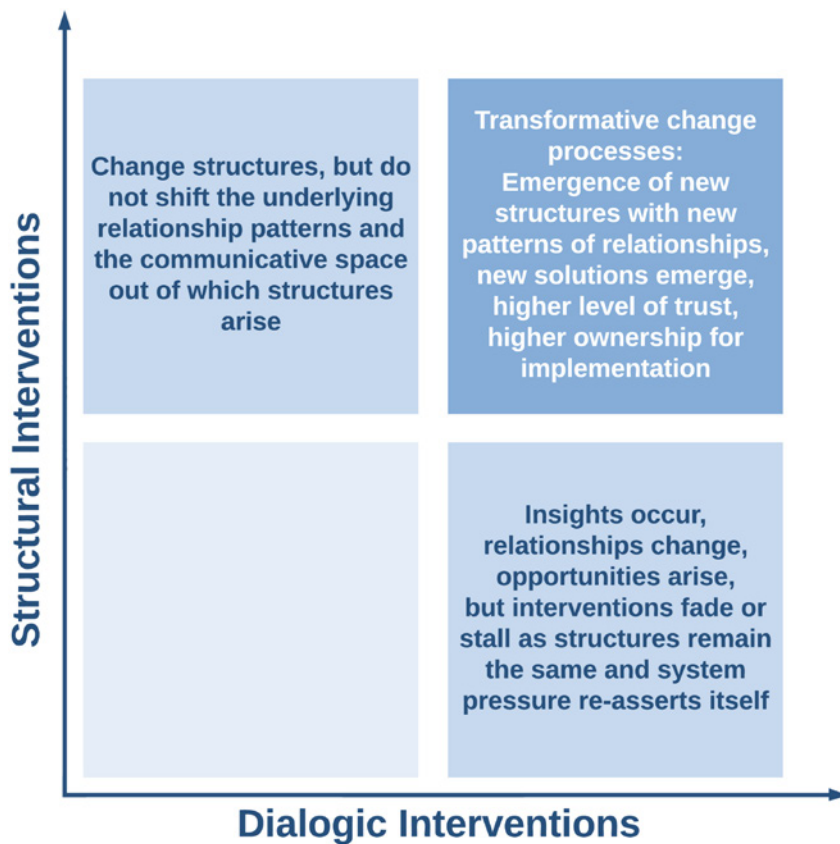 Structural Interventions
Change structures, but do
not shift the underlying
relationship patterns and
the communicative space
out of which structures
arise
Transformative change
processes:
Emergence of new
structures with new
patterns of relationships,
new solutions emerge,
higher level of trust,
higher ownership for
implementation
Insights occur,
relationships change,
opportunities arise,
but interventions fade or
stall as structures remain
the same and system
pressure re-asserts itself
Dialogic Interventions